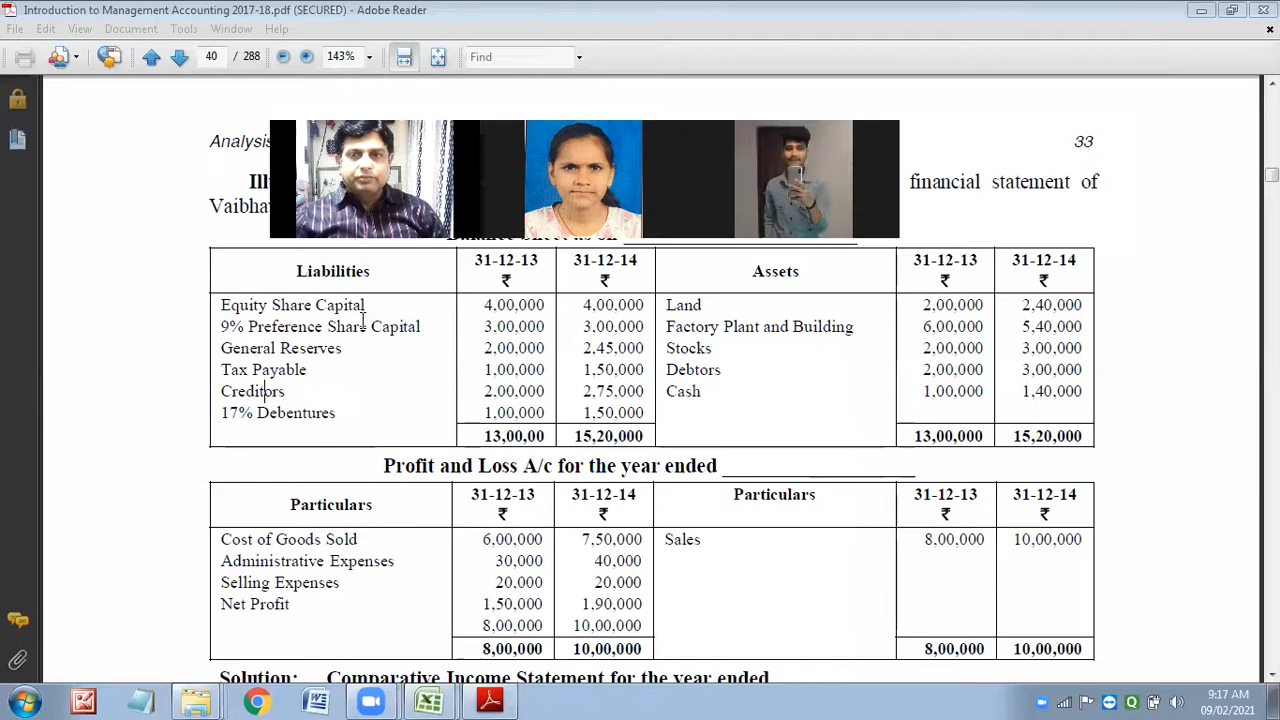 Introduction to Management Accounting 2017-18.pdf (SECURED) - Adobe Reader
File Edit View Document Tools Window Help
40 / 288 143% Find
Analysis 33
financial statement of
Balance Sheet as on
Liabilities 31-12-13 ₹ 31-12-14 ₹ Assets 31-12-13 ₹ 31-12-14 ₹
Equity Share Capital 4,00,000 4,00,000 Land 2,00,000 2,40,000
9% Preference Share Capital 3,00,000 3,00,000 Factory Plant and Building 6,00,000 5,40,000
General Reserves 2,00,000 2,45,000 Stocks 2,00,000 3,00,000
Tax Payable 1,00,000 1,50,000 Debtors 2,00,000 3,00,000
Creditors 2,00,000 2,75,000 Cash 1,00,000 1,40,000
17% Debentures 1,00,000 1,50,000
13,00,00 15,20,000 13,00,000 15,20,000
Profit and Loss A/c for the year ended
Particulars 31-12-13 ₹ 31-12-14 ₹ Particulars 31-12-13 ₹ 31-12-14 ₹
Cost of Goods Sold 6,00,000 7,50,000 Sales 8,00,000 10,00,000
Administrative Expenses 30,000 40,000
Selling Expenses 20,000 20,000
Net Profit 1,50,000 1,90,000
8,00,000 10,00,000
8,00,000 10,00,000 8,00,000 10,00,000
Solution: Comparative Income Statement for the year ended
9:17 AM
09/02/2021